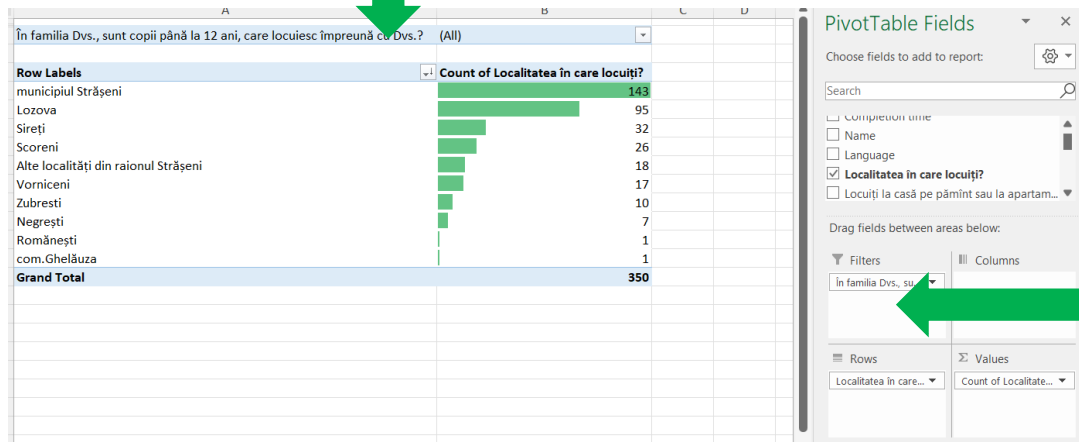 A B C D
În familia Dvs., sunt copii până la 12 ani, care locuiesc împreună cu Dvs.? (All)
Row Labels Count of Localitatea în care locuiți?
municipiul Strășeni 143
Lozova 95
Sireți 32
Scoreni 26
Alte localități din raionul Strășeni 18
Vorniceni 17
Zubresti 10
Negrești 7
Românești 1
com.Ghelăuza 1
Grand Total 350
PivotTable Fields
Choose fields to add to report:
Search
Completion time
Name
Language
Localitatea în care locuiți?
Locuiți la casă pe pămînt sau la apartam...
Drag fields between areas below:
Filters Columns
În familia Dvs., su...
Rows Values
Localitatea în care... Count of Localitate...